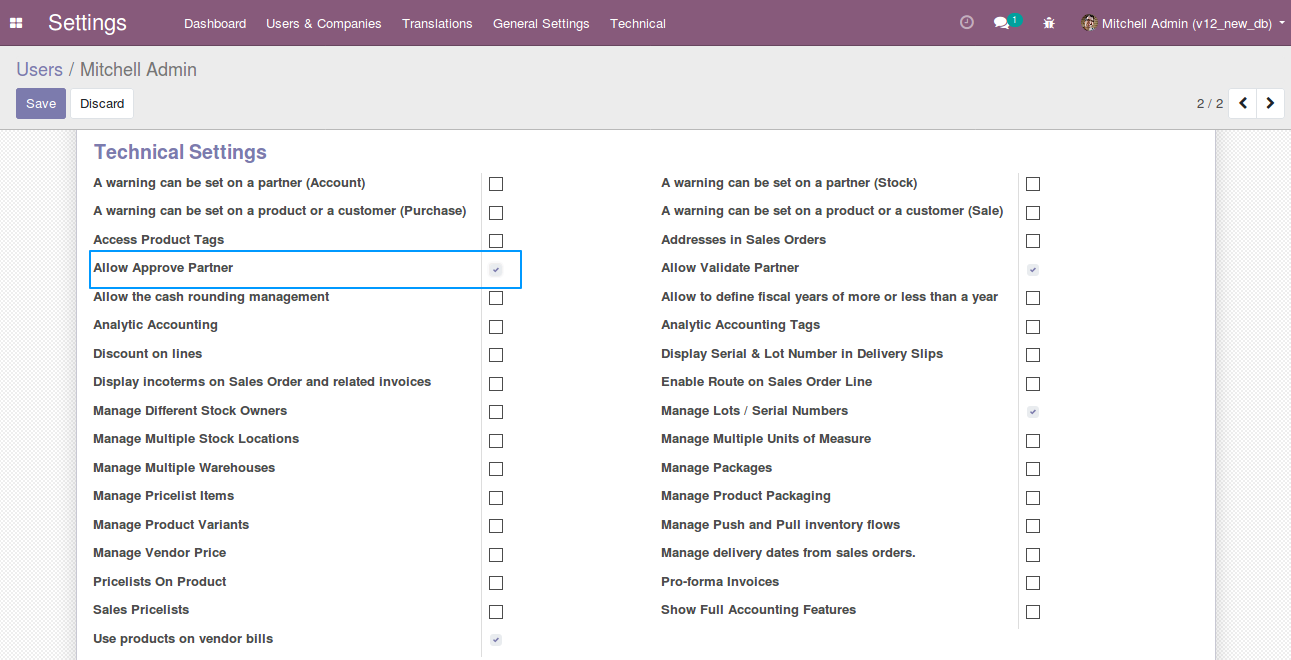 Settings Dashboard Users & Companies Translations General Settings Technical 1 Mitchell Admin (v12_new_db)
Users / Mitchell Admin
Save Discard 2 / 2
Technical Settings
A warning can be set on a partner (Account) A warning can be set on a partner (Stock)
A warning can be set on a product or a customer (Purchase) A warning can be set on a product or a customer (Sale)
Access Product Tags Addresses in Sales Orders
Allow Approve Partner Allow Validate Partner
Allow the cash rounding management Allow to define fiscal years of more or less than a year
Analytic Accounting Analytic Accounting Tags
Discount on lines Display Serial & Lot Number in Delivery Slips
Display incoterms on Sales Order and related invoices Enable Route on Sales Order Line
Manage Different Stock Owners Manage Lots / Serial Numbers
Manage Multiple Stock Locations Manage Multiple Units of Measure
Manage Multiple Warehouses Manage Packages
Manage Pricelist Items Manage Product Packaging
Manage Product Variants Manage Push and Pull inventory flows
Manage Vendor Price Manage delivery dates from sales orders.
Pricelists On Product Pro-forma Invoices
Sales Pricelists Show Full Accounting Features
Use products on vendor bills